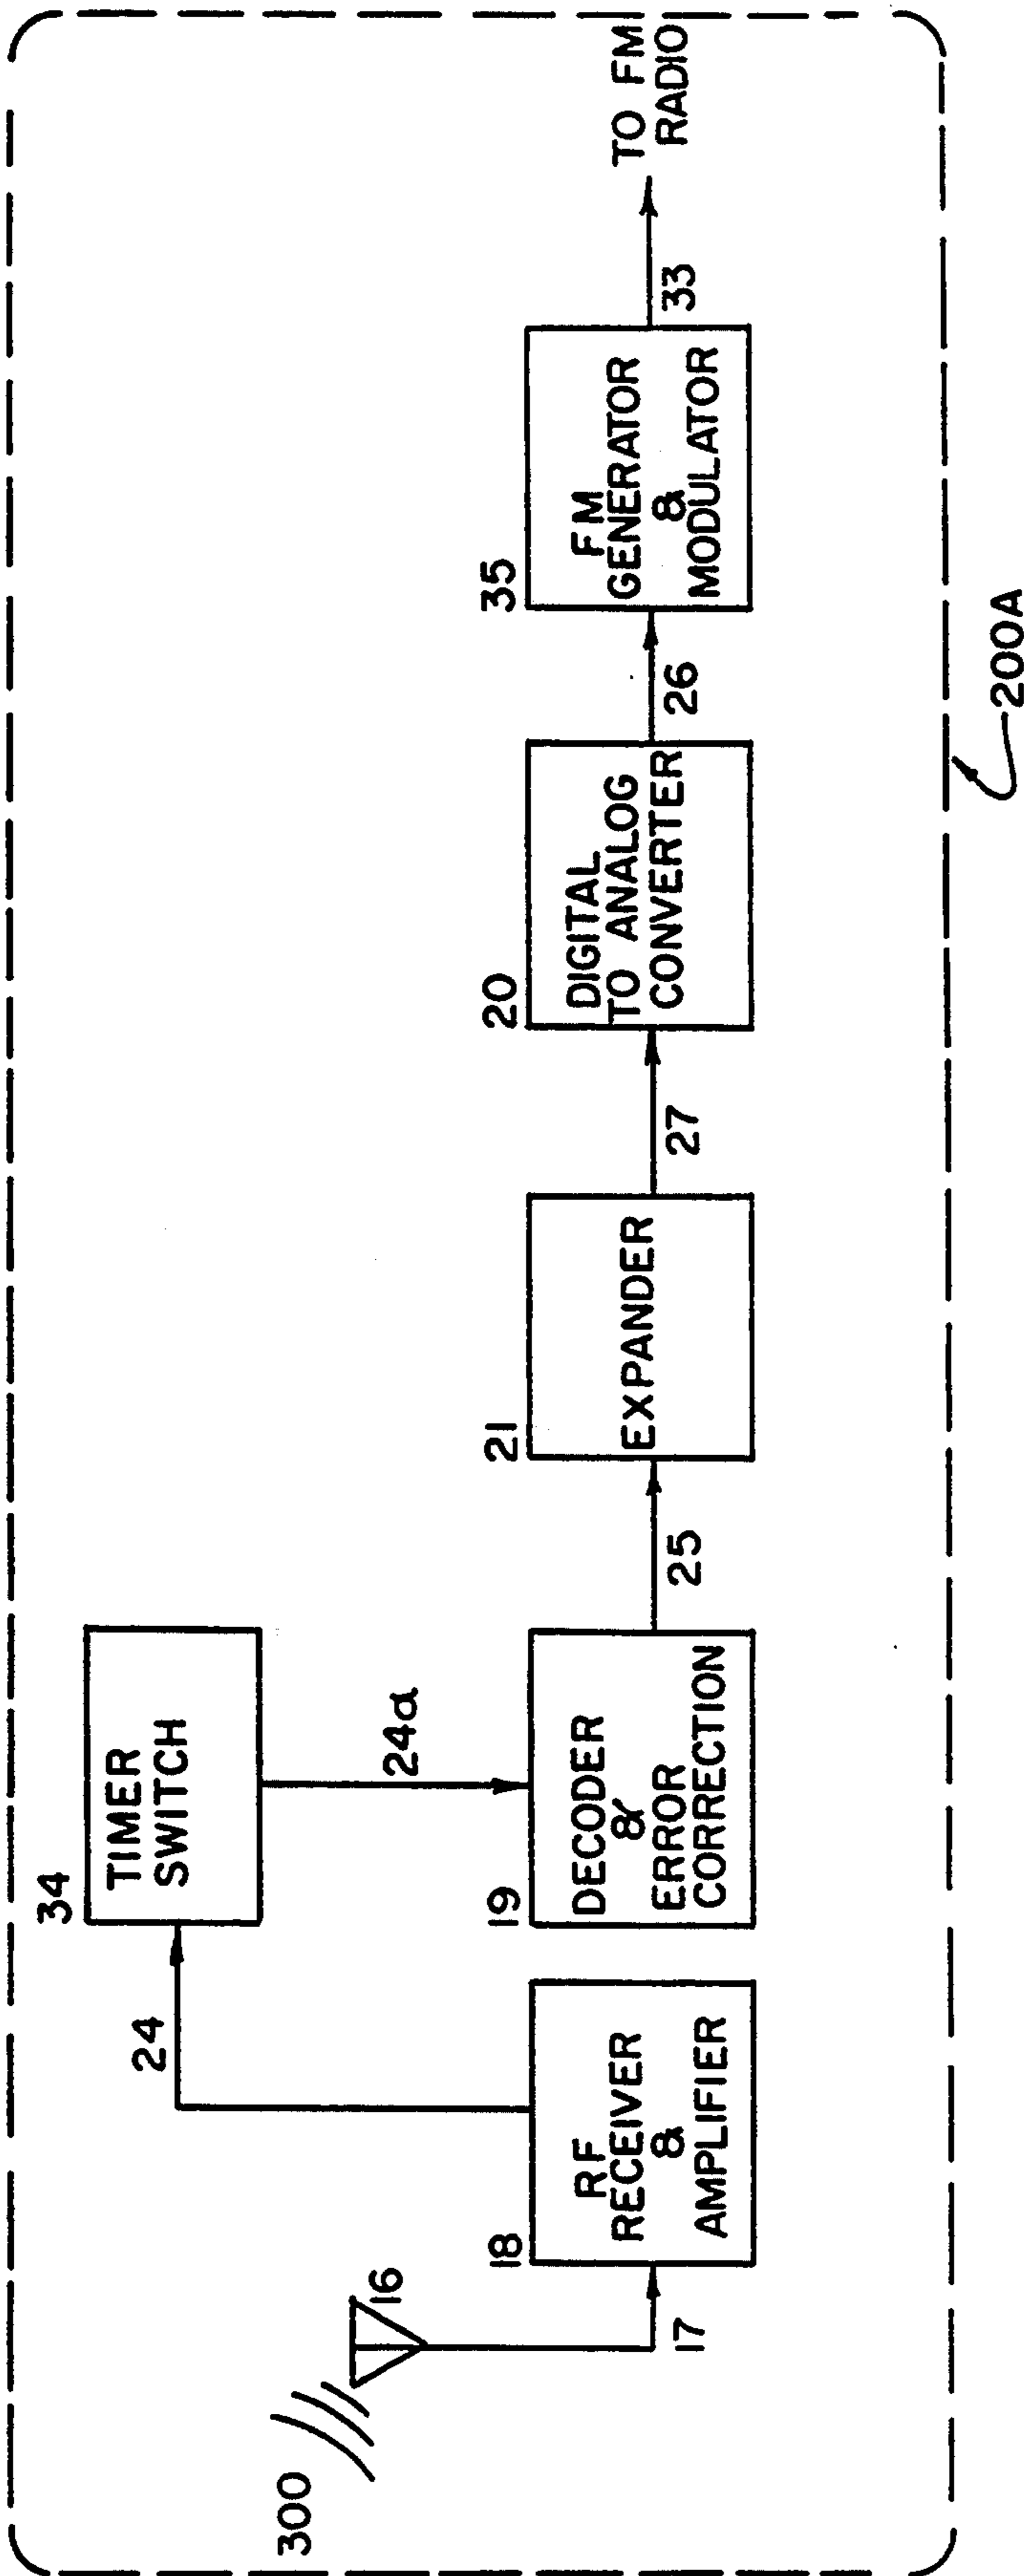 300
16
17
18
RF
RECEIVER
&
AMPLIFIER
24
34
TIMER
SWITCH
24a
19
DECODER
&
ERROR
CORRECTION
25
21
EXPANDER
27
20
DIGITAL
TO ANALOG
CONVERTER
26
35
FM
GENERATOR
&
MODULATOR
33
TO FM
RADIO
200A